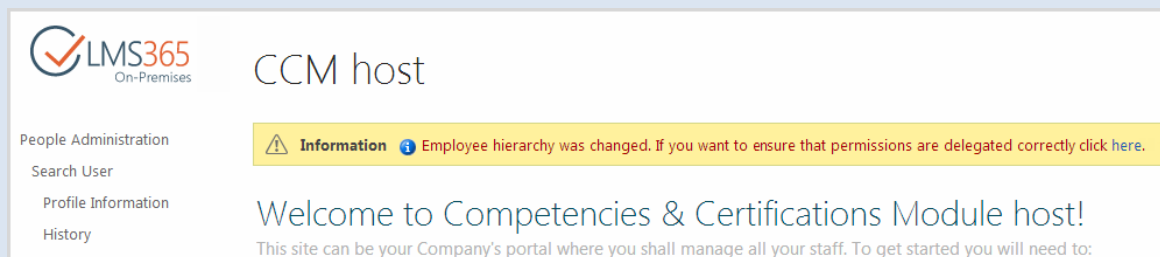 LMS365
On-Premises
CCM host
People Administration
Search User
Profile Information
History
Information Employee hierarchy was changed. If you want to ensure that permissions are delegated correctly click here.
Welcome to Competencies & Certifications Module host!
This site can be your Company's portal where you shall manage all your staff. To get started you will need to: